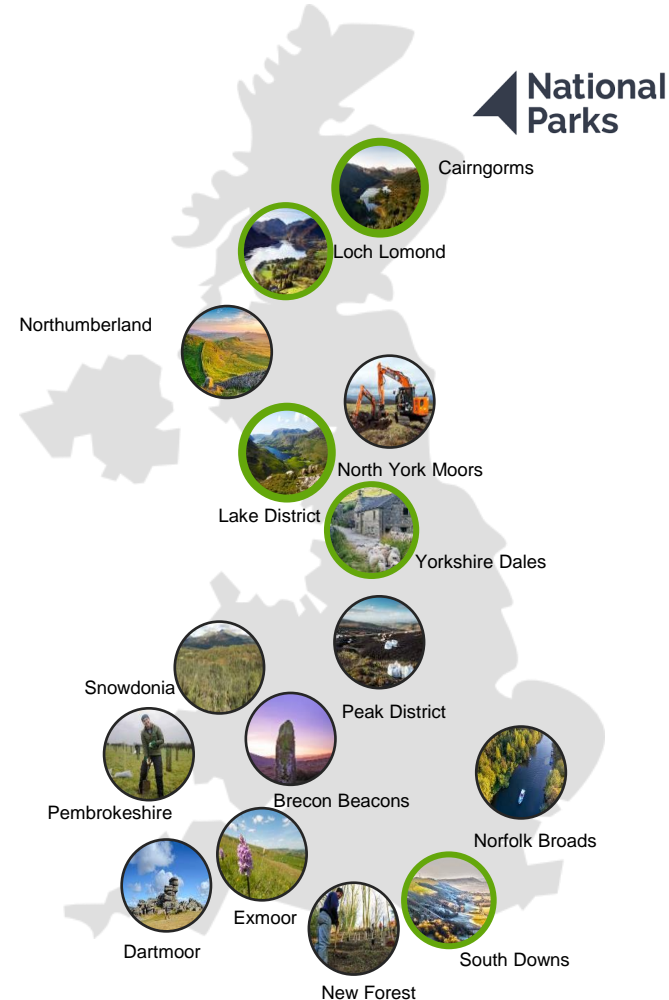 National
Parks
Cairngorms
Loch Lomond
Northumberland
North York Moors
Lake District
Yorkshire Dales
Snowdonia
Peak District
Pembrokeshire
Brecon Beacons
Norfolk Broads
Exmoor
Dartmoor
South Downs
New Forest